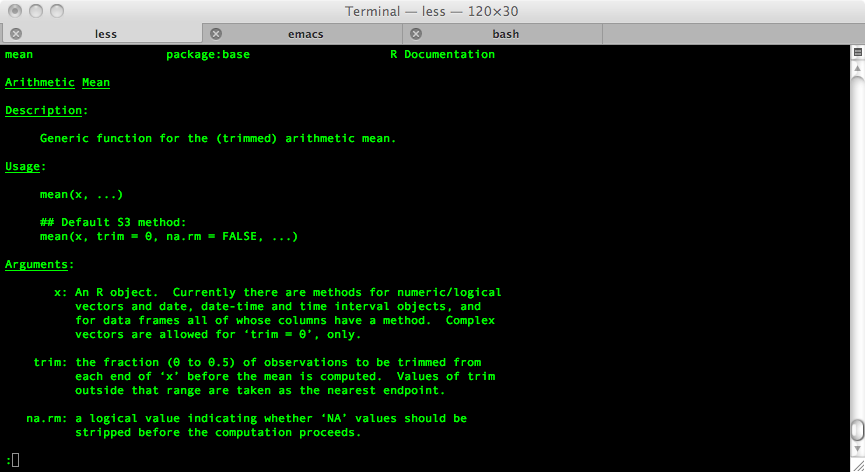 Terminal — less — 120×30
less emacs bash
mean package:base R Documentation
Arithmetic Mean
Description:
Generic function for the (trimmed) arithmetic mean.
Usage:
mean(x, ...)
## Default S3 method:
mean(x, trim = 0, na.rm = FALSE, ...)
Arguments:
x: An R object. Currently there are methods for numeric/logical
vectors and date, date-time and time interval objects, and
for data frames all of whose columns have a method. Complex
vectors are allowed for ‘trim = 0’, only.
trim: the fraction (0 to 0.5) of observations to be trimmed from
each end of ‘x’ before the mean is computed. Values of trim
outside that range are taken as the nearest endpoint.
na.rm: a logical value indicating whether ‘NA’ values should be
stripped before the computation proceeds.
: